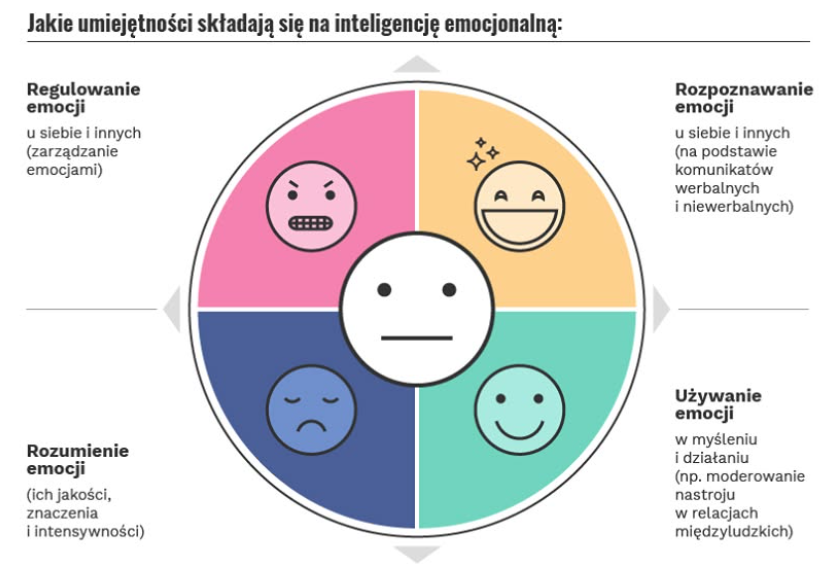 Jakie umiejętności składają się na inteligencję emocjonalną:
Regulowanie
emocji
u siebie i innych
(zarządzanie
emocjami)
Rozpoznawanie
emocji
u siebie i innych
(na podstawie
komunikatów
werbalnych
i niewerbalnych)
Rozumienie
emocji
(ich jakości,
znaczenia
i intensywności)
Używanie
emocji
w myśleniu
i działaniu
(np. moderowanie
nastroju
w relacjach
międzyludzkich)